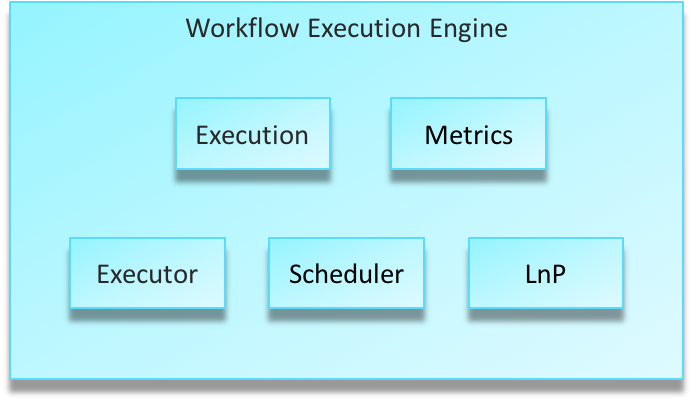 Workflow Execution Engine
Execution
Metrics
Executor
Scheduler
LnP